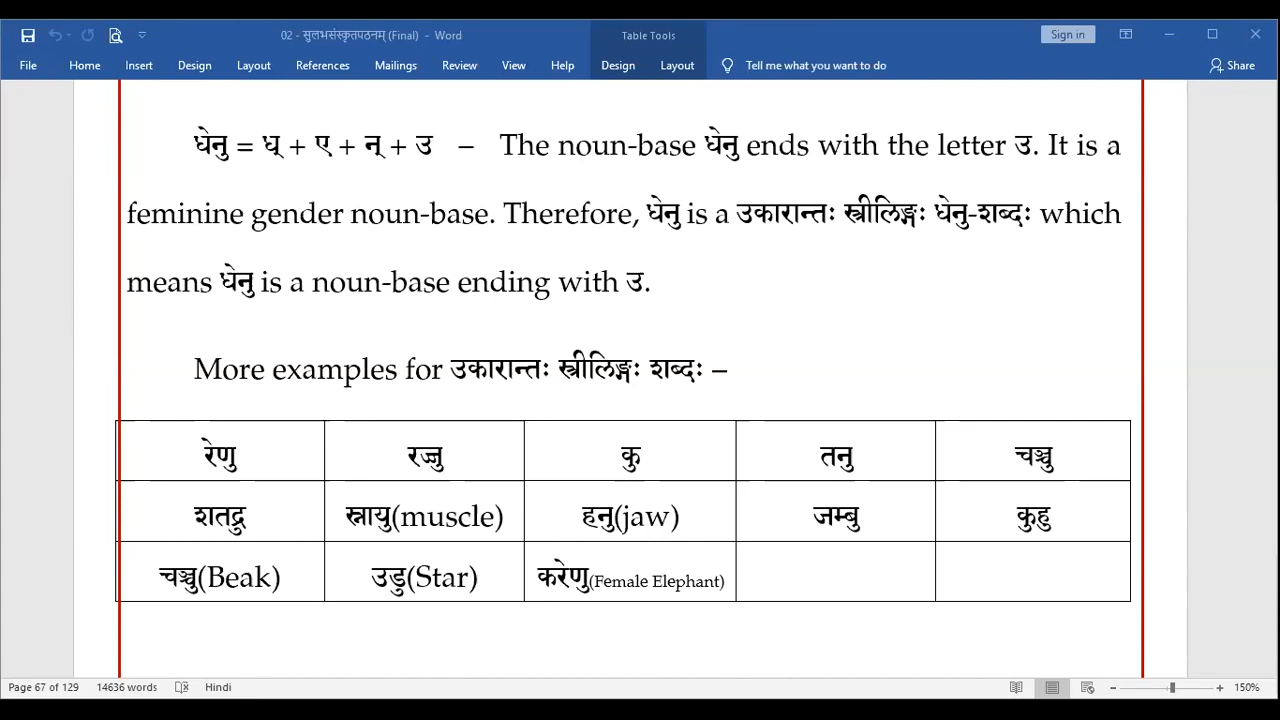 02 - सुलभसंस्कृतपठनम् (Final) - Word
Table Tools
Sign in
File Home Insert Design Layout References Mailings Review View Help Design Layout Tell me what you want to do Share
धेनु = ध् + ए + न् + उ – The noun-base धेनु ends with the letter उ. It is a
feminine gender noun-base. Therefore, धेनु is a उकारान्तः स्त्रीलिङ्गः धेनु-शब्दः which
means धेनु is a noun-base ending with उ.
More examples for उकारान्तः स्त्रीलिङ्गः शब्दः –
रेणु रज्जु कु तनु चञ्चु
शतद्रु स्नायु(muscle) हनु(jaw) जम्बु कुहु
चञ्चु(Beak) उडु(Star) करेणु(Female Elephant)
Page 67 of 129 14636 words Hindi 150%